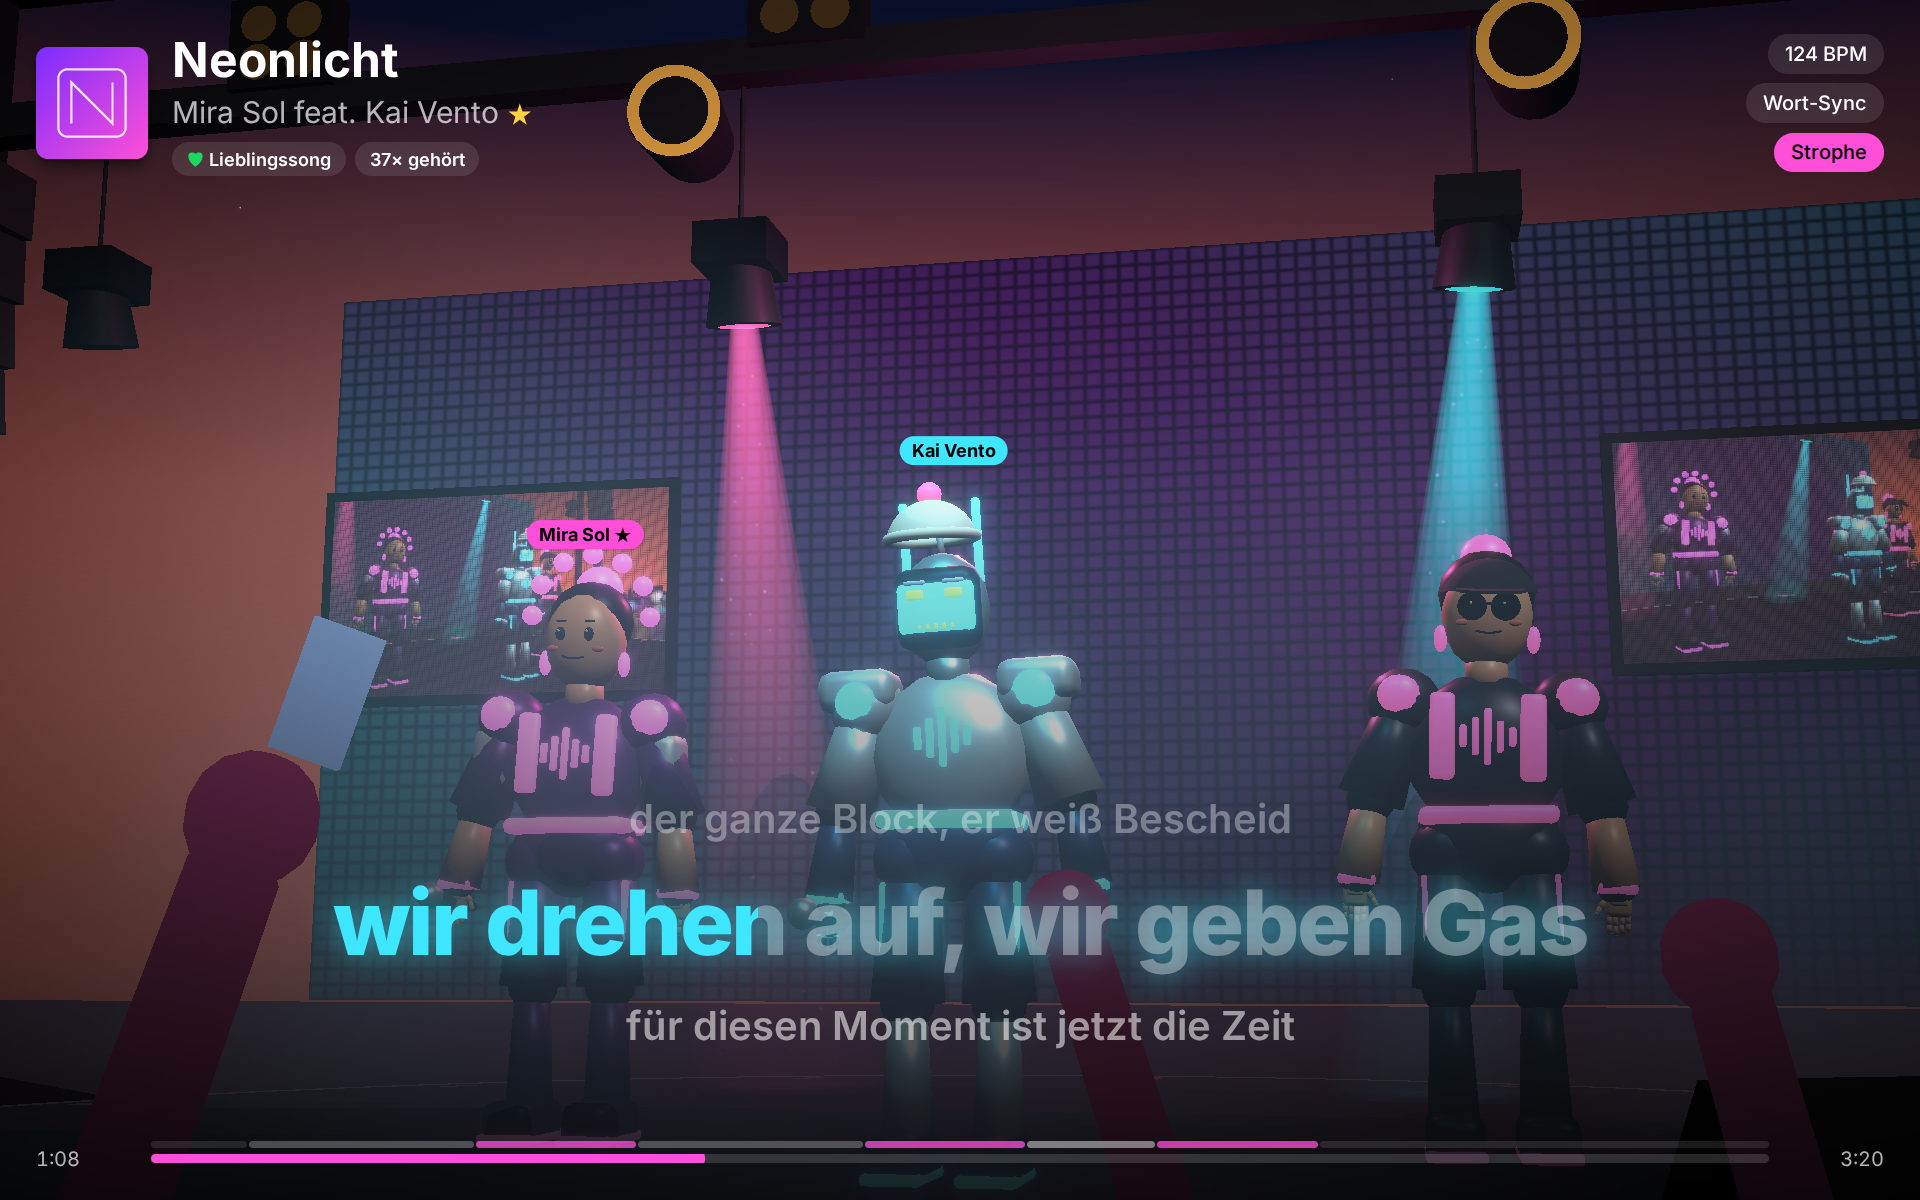 N
Neonlicht
Mira Sol feat. Kai Vento ★
Lieblingssong
37× gehört
124 BPM
Wort-Sync
Strophe
Kai Vento
Mira Sol ★
der ganze Block, er weiß Bescheid
wir drehen auf, wir geben Gas
für diesen Moment ist jetzt die Zeit
1:08
3:20